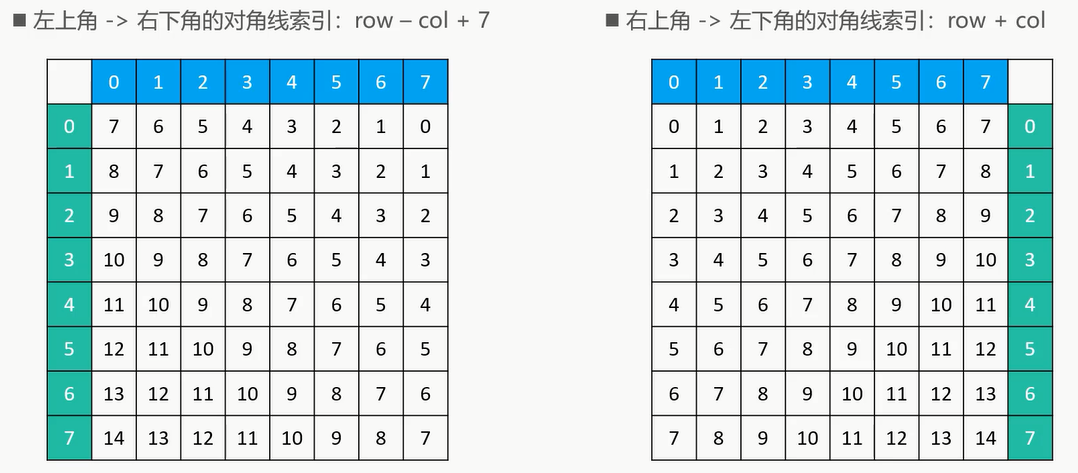 ■ 左上角 -> 右下角的对角线索引：row – col + 7
0 1 2 3 4 5 6 7
0 7 6 5 4 3 2 1 0
1 8 7 6 5 4 3 2 1
2 9 8 7 6 5 4 3 2
3 10 9 8 7 6 5 4 3
4 11 10 9 8 7 6 5 4
5 12 11 10 9 8 7 6 5
6 13 12 11 10 9 8 7 6
7 14 13 12 11 10 9 8 7
■ 右上角 -> 左下角的对角线索引：row + col
0 1 2 3 4 5 6 7
0 1 2 3 4 5 6 7 0
1 2 3 4 5 6 7 8 1
2 3 4 5 6 7 8 9 2
3 4 5 6 7 8 9 10 3
4 5 6 7 8 9 10 11 4
5 6 7 8 9 10 11 12 5
6 7 8 9 10 11 12 13 6
7 8 9 10 11 12 13 14 7